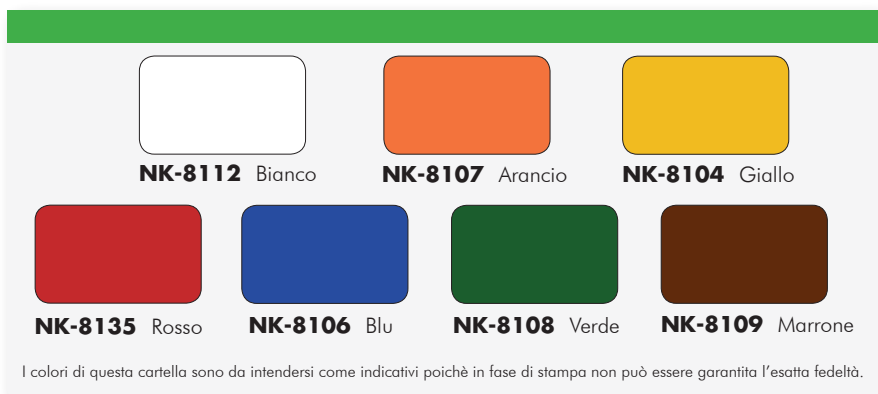 NK-8112 Bianco NK-8107 Arancio NK-8104 Giallo
NK-8135 Rosso NK-8106 Blu NK-8108 Verde NK-8109 Marrone
I colori di questa cartella sono da intendersi come indicativi poichè in fase di stampa non può essere garantita l'esatta fedeltà.